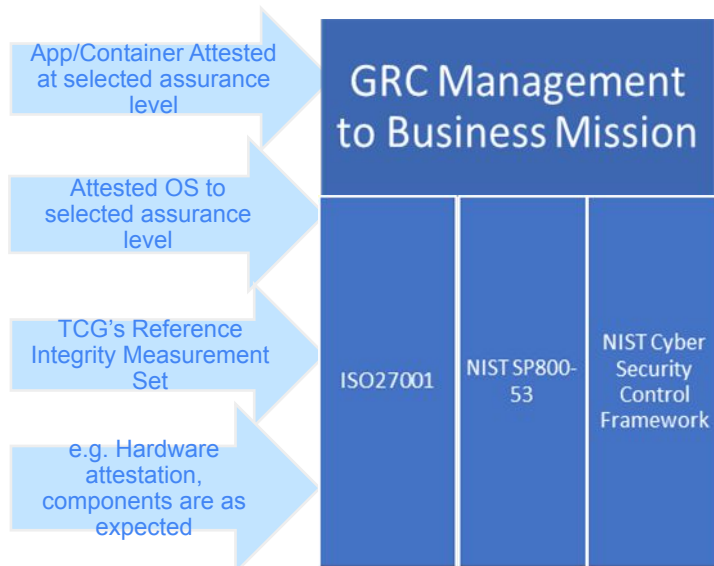 App/Container Attested
at selected assurance
level
Attested OS to
selected assurance
level
TCG's Reference
Integrity Measurement
Set
e.g. Hardware
attestation,
components are as
expected
GRC Management
to Business Mission
ISO27001
NIST SP800-
53
NIST Cyber
Security
Control
Framework